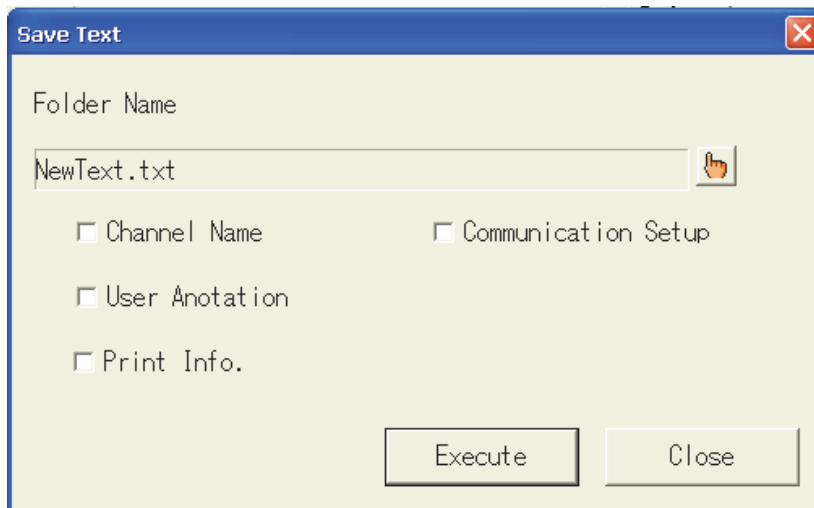 Save Text
Folder Name
NewText.txt
Channel Name
Communication Setup
User Anotation
Print Info.
Execute
Close